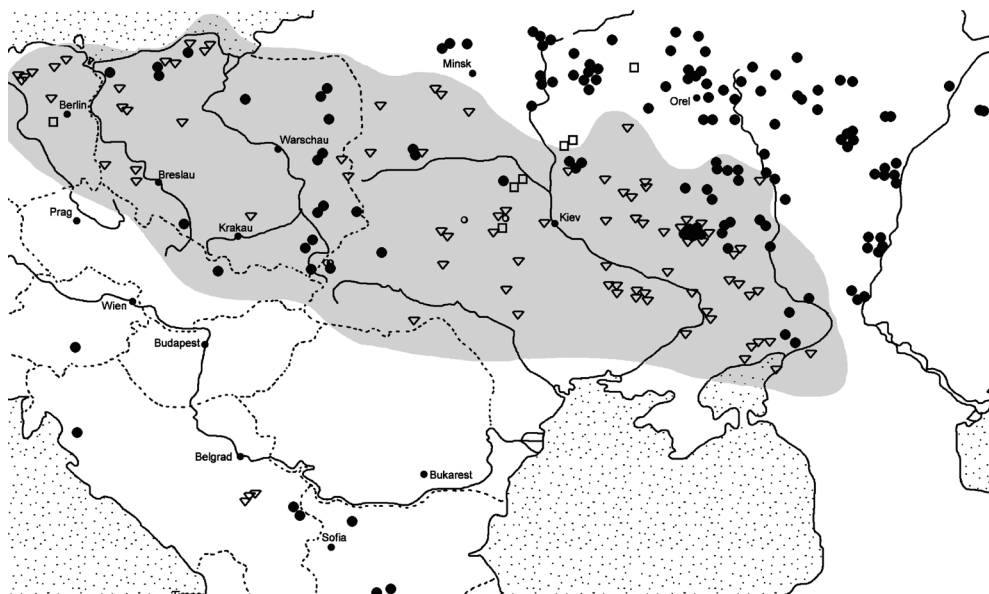 Minsk
Orel
Berlin
Warschau
Breslau
Prag
Krakau
Kiev
Wien
Budapest
Belgrad
Bukarest
Sofia